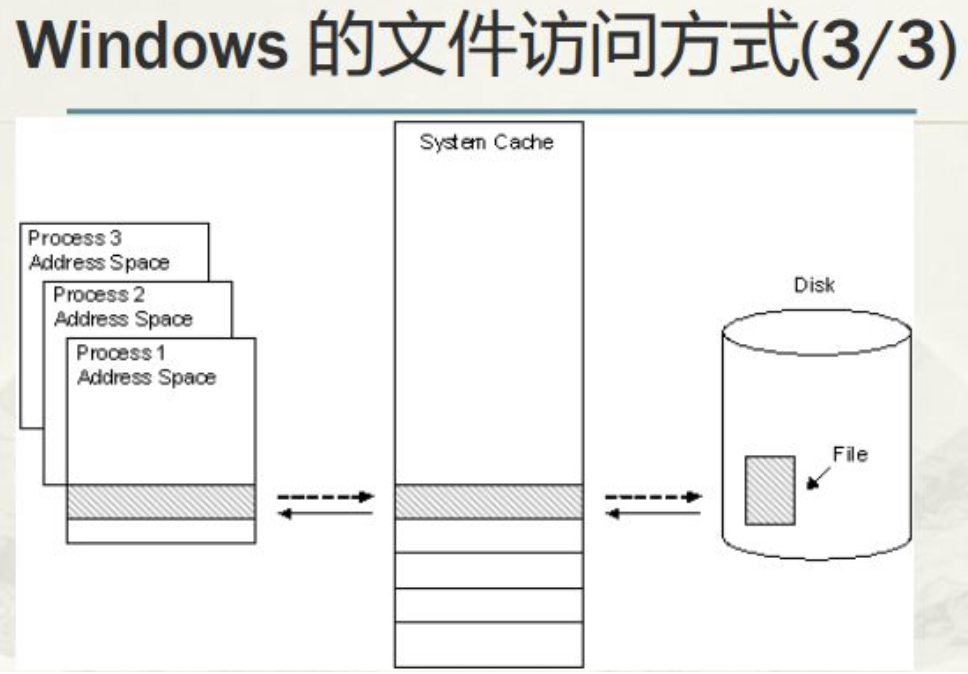 Windows 的文件访问方式(3/3)
System Cache
Process 3
Address Space
Process 2
Address Space
Process 1
Address Space
Disk
File